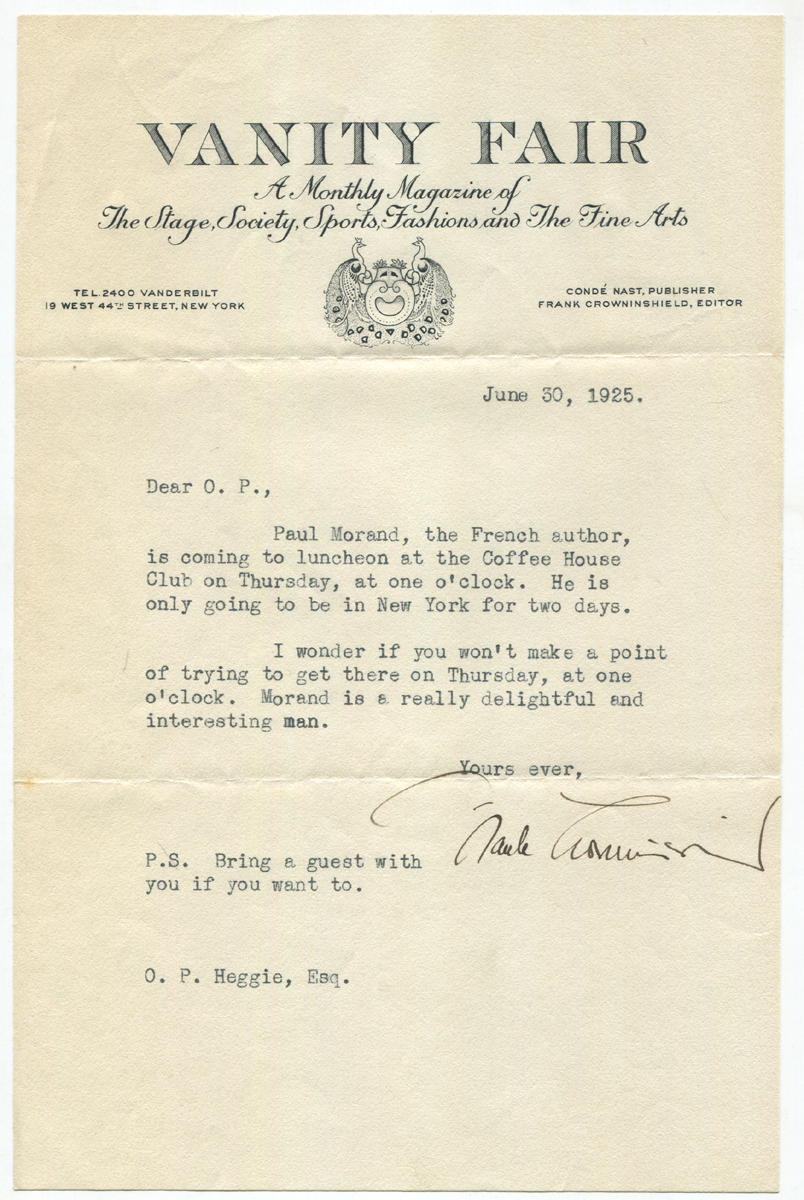 VANITY FAIR
A Monthly Magazine of
The Stage, Society, Sports, Fashions and The Fine Arts
TEL. 2400 VANDERBILT
19 WEST 44TH STREET, NEW YORK
CONDÉ NAST, PUBLISHER
FRANK CROWNINSHIELD, EDITOR
June 30, 1925.
Dear O. P.,
Paul Morand, the French author,
is coming to luncheon at the Coffee House
Club on Thursday, at one o'clock. He is
only going to be in New York for two days.
I wonder if you won't make a point
of trying to get there on Thursday, at one
o'clock. Morand is a really delightful and
interesting man.
Yours ever,
Frank Crowninshield
P.S. Bring a guest with
you if you want to.
O. P. Heggie, Esq.